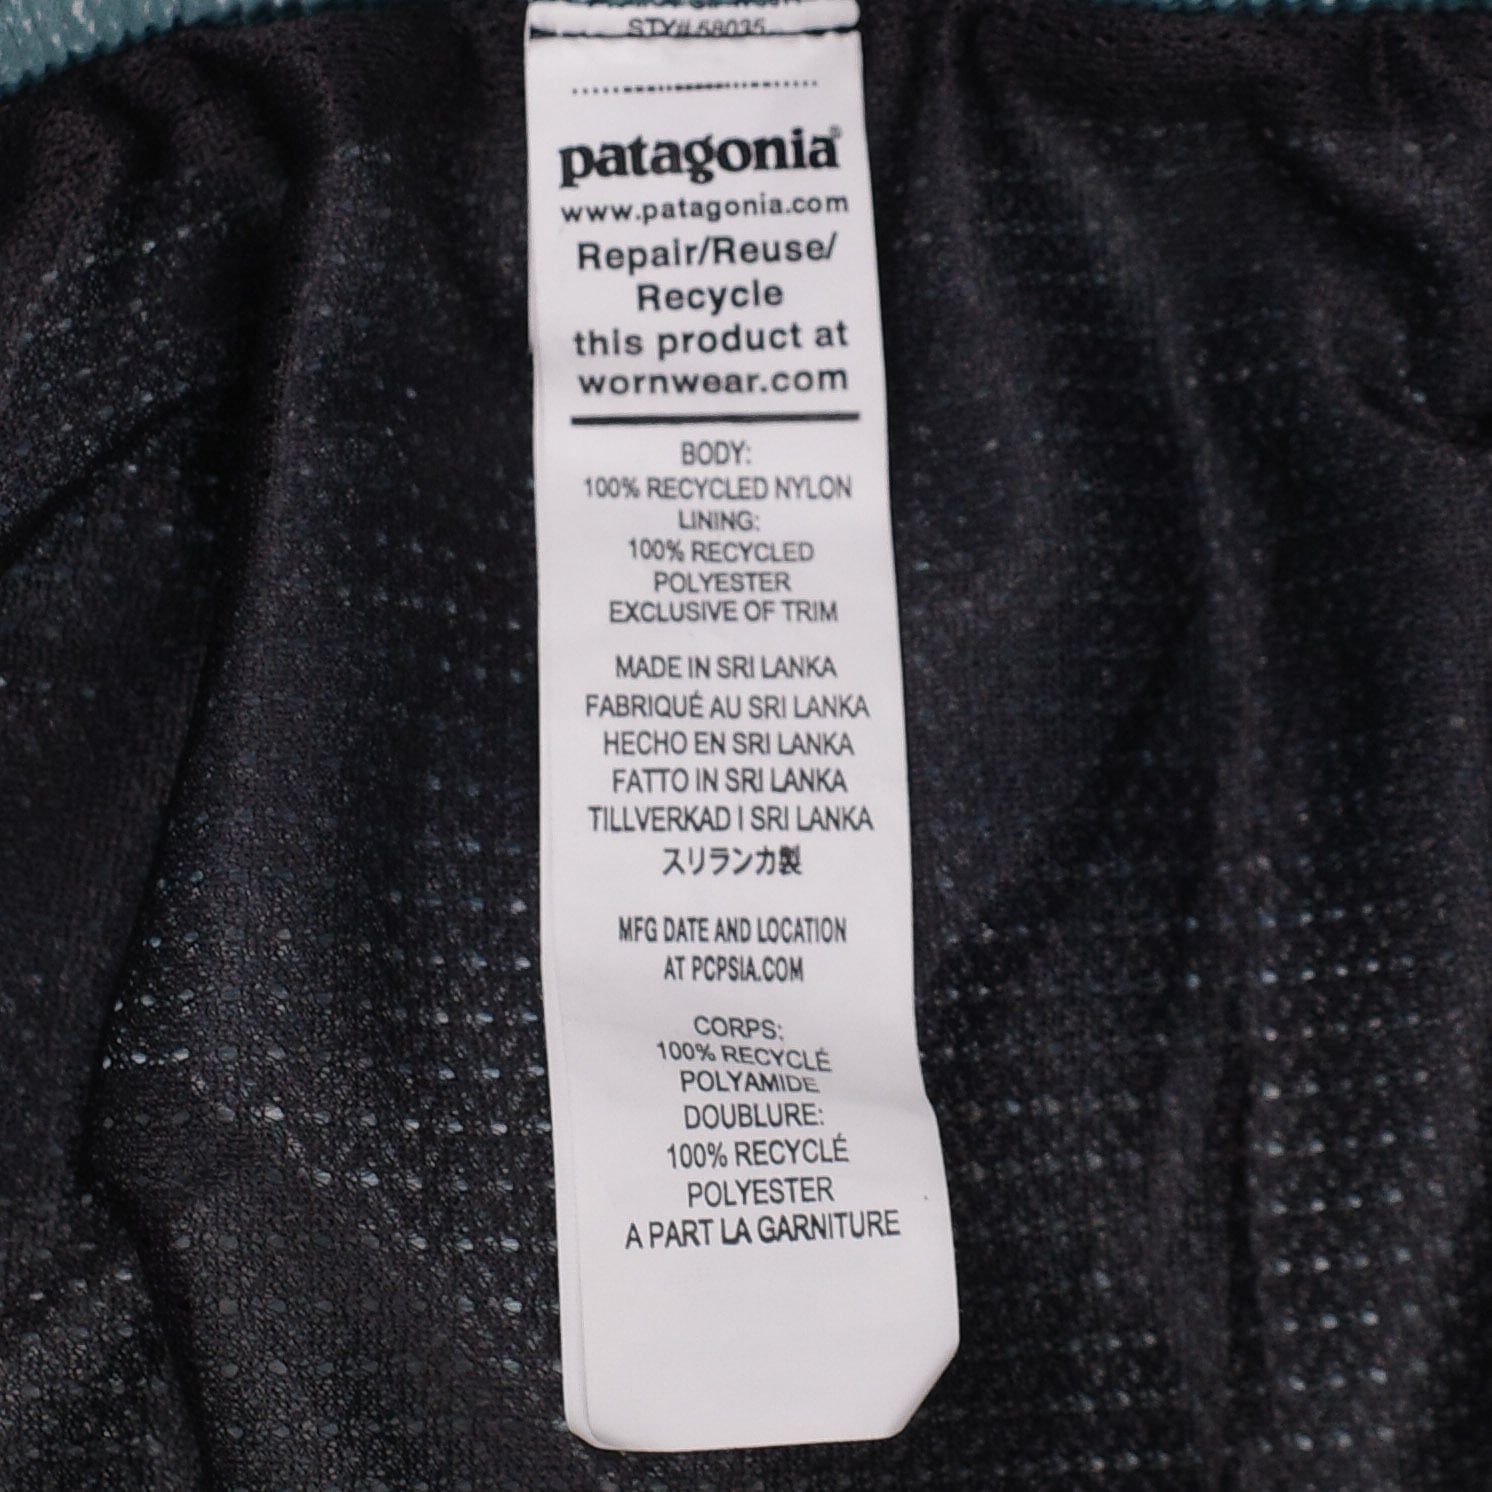 STY# 58035
patagonia®
www.patagonia.com
Repair/Reuse/
Recycle
this product at
wornwear.com
BODY:
100% RECYCLED NYLON
LINING:
100% RECYCLED
POLYESTER
EXCLUSIVE OF TRIM
MADE IN SRI LANKA
FABRIQUÉ AU SRI LANKA
HECHO EN SRI LANKA
FATTO IN SRI LANKA
TILLVERKAD I SRI LANKA
スリランカ製
MFG DATE AND LOCATION
AT PCPSIA.COM
CORPS:
100% RECYCLÉ
POLYAMIDE
DOUBLURE:
100% RECYCLÉ
POLYESTER
A PART LA GARNITURE